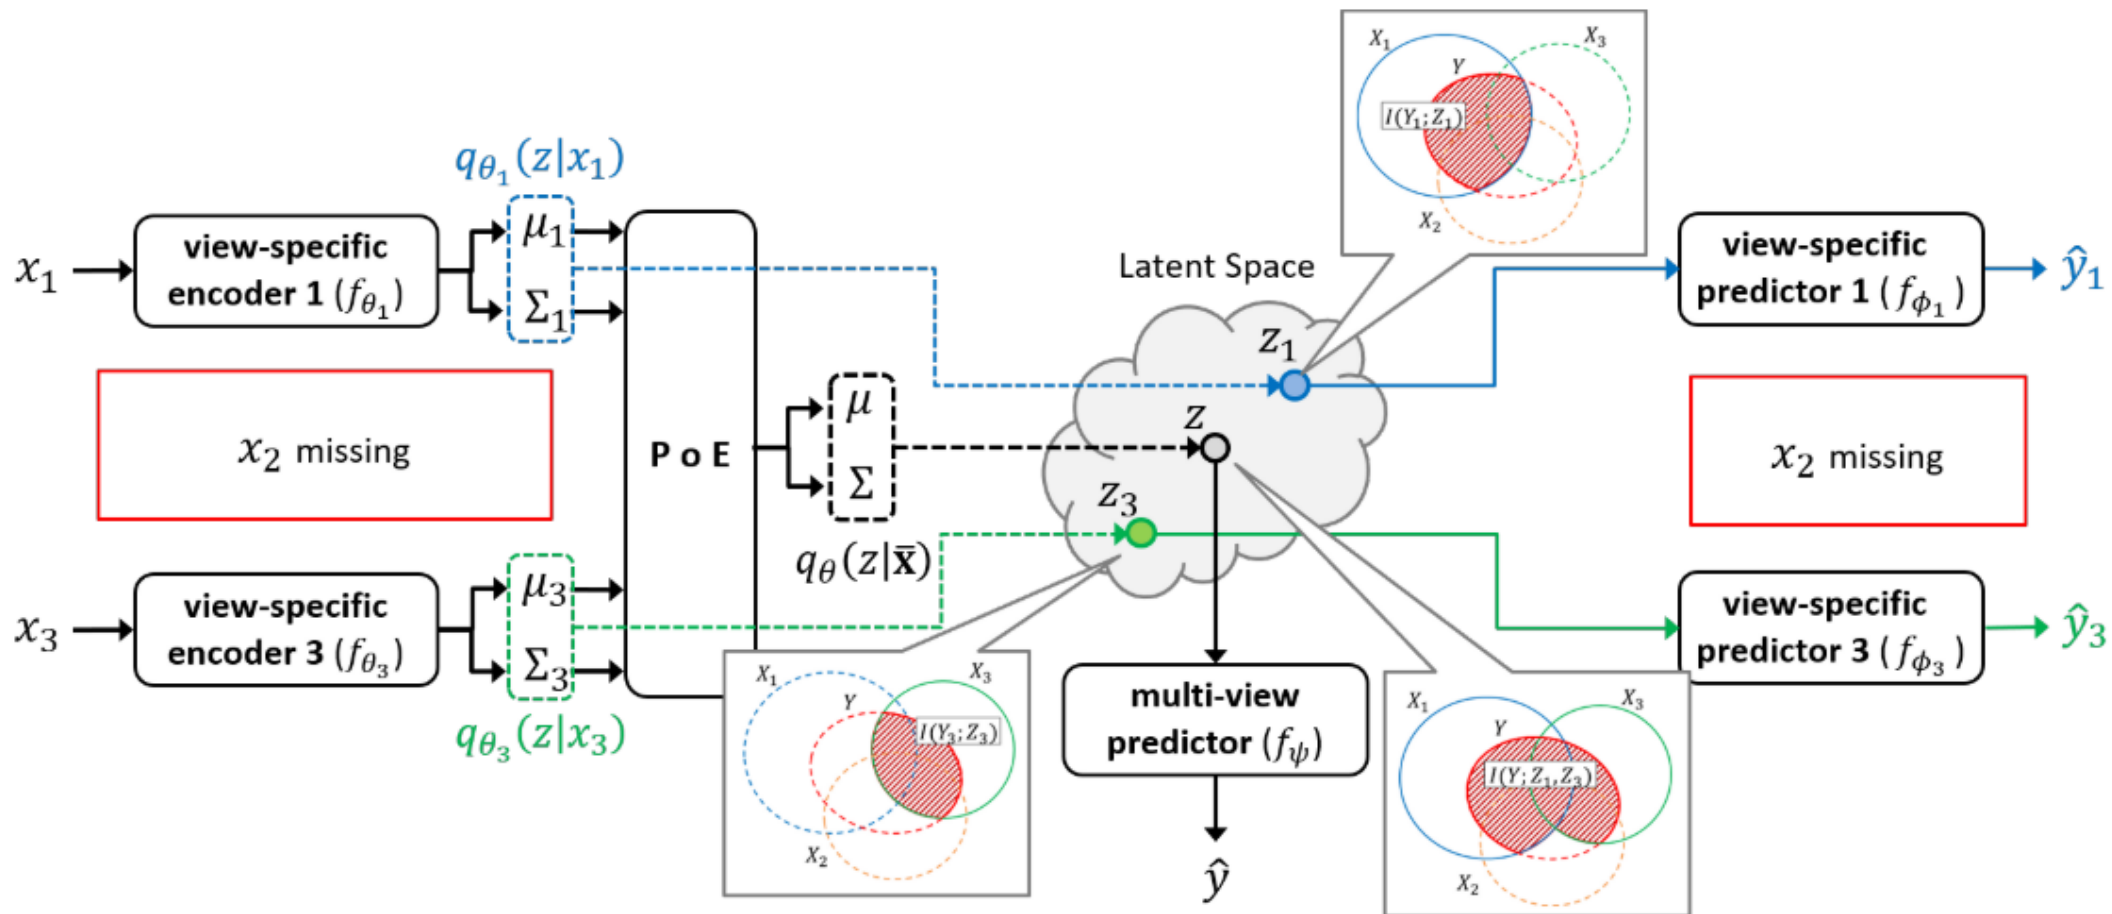 X₁
X₃
Y
I(Y₁;Z₁)
X₂
q_θ₁(z|x₁)
x₁
view-specific
encoder 1 (f_θ₁)
μ₁
Σ₁
Latent Space
view-specific
predictor 1 (f_ϕ₁)
ŷ₁
z₁
x₂ missing
P o E
μ
Σ
z
x₂ missing
z₃
q_θ(z|x̄)
x₃
view-specific
encoder 3 (f_θ₃)
μ₃
Σ₃
view-specific
predictor 3 (f_ϕ₃)
ŷ₃
q_θ₃(z|x₃)
X₁
X₃
Y
I(Y₃;Z₃)
X₂
multi-view
predictor (f_ψ)
ŷ
X₁
X₃
Y
I(Y;Z₁,Z₃)
X₂